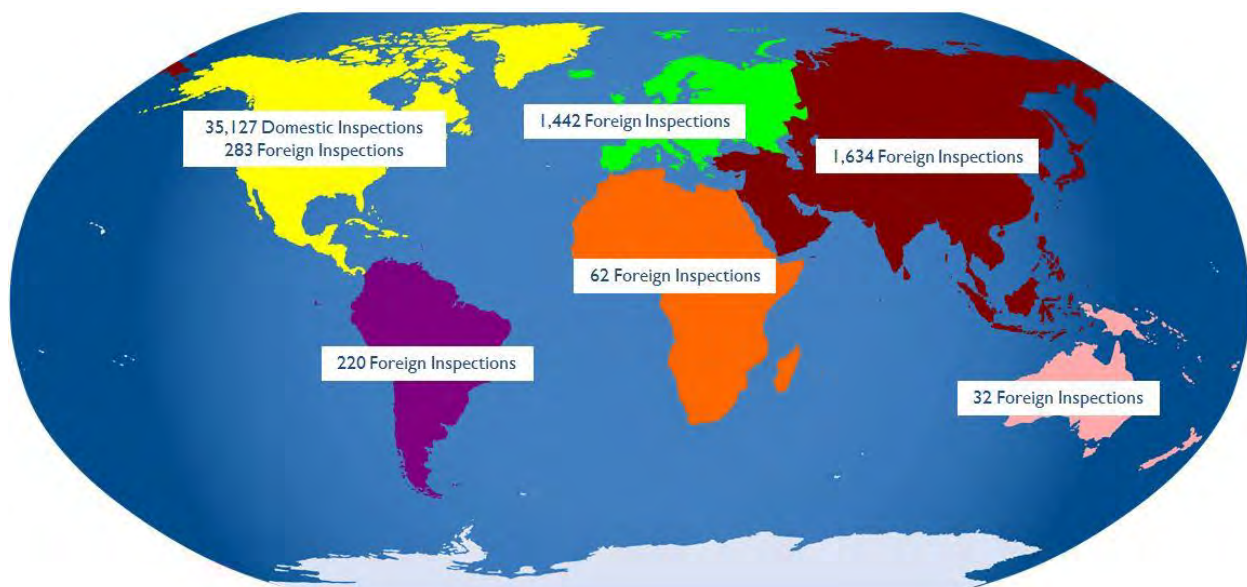 35,127 Domestic Inspections
283 Foreign Inspections
1,442 Foreign Inspections
1,634 Foreign Inspections
62 Foreign Inspections
220 Foreign Inspections
32 Foreign Inspections